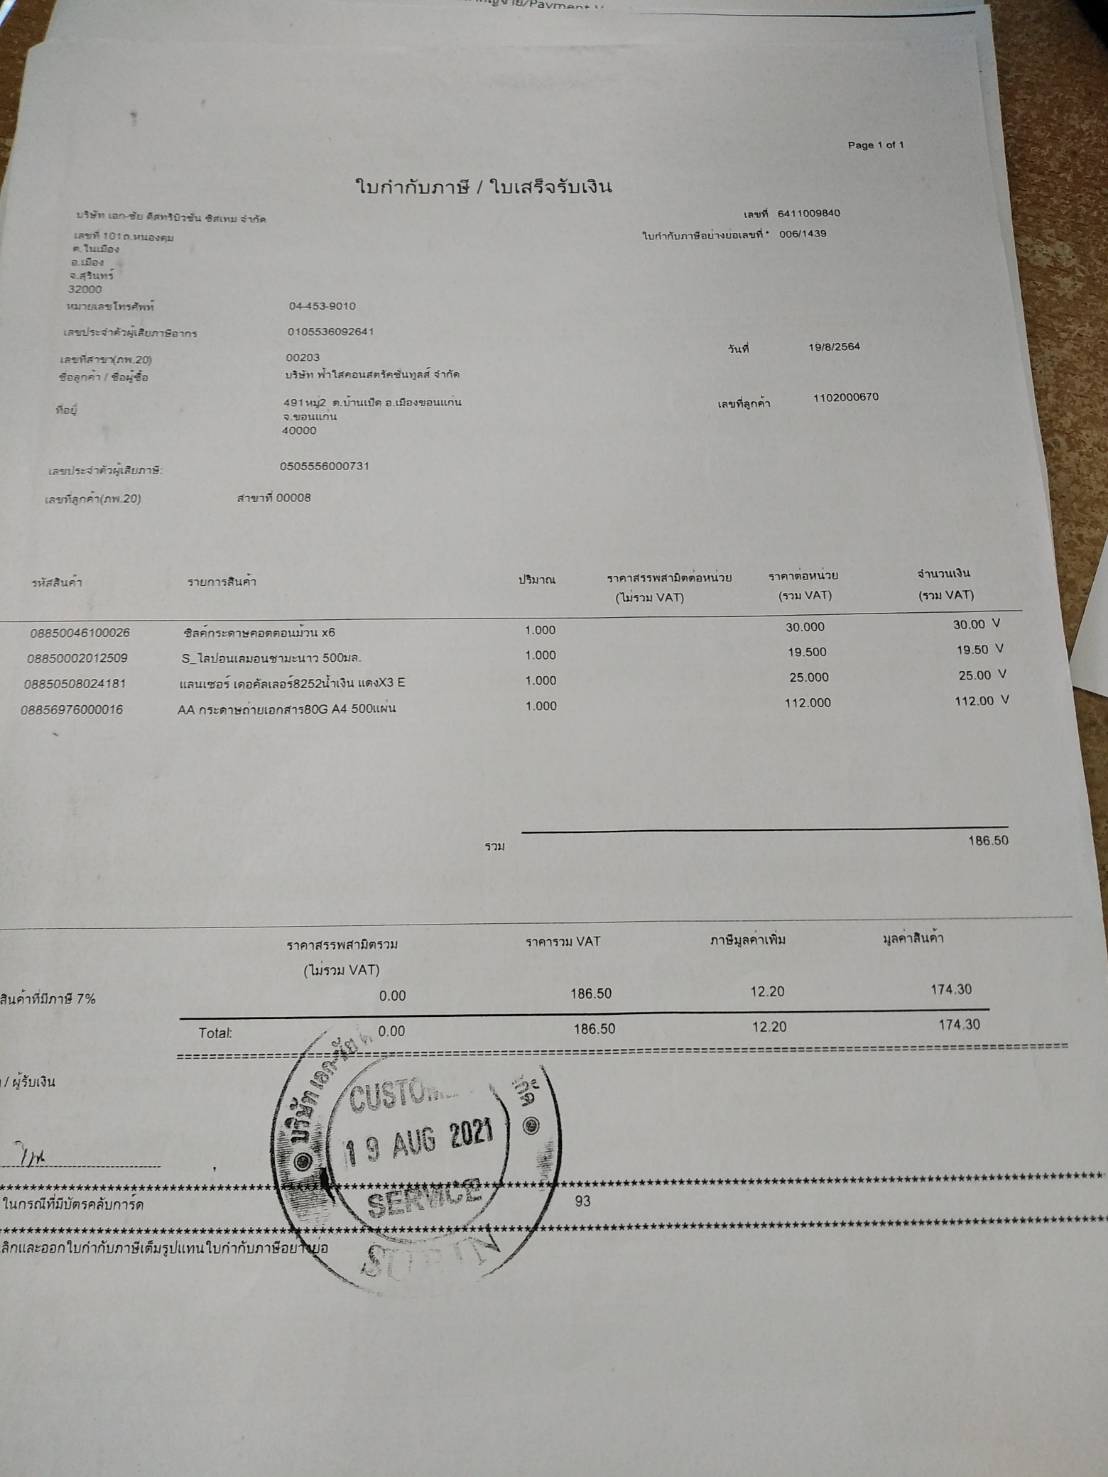 Page 1 of 1
ใบกำกับภาษี / ใบเสร็จรับเงิน
บริษัท เอก-ชัย ดีสทริบิวชั่น ซิสเทม จำกัด
เลขที่ 6411009840
เลขที่ 101ถ.หนองตม
ใบกำกับภาษีอย่างย่อเลขที่ * 006/1439
ต.ในเมือง
อ.เมือง
จ.สุรินทร์
32000
หมายเลขโทรศัพท์ 04-453-9010
เลขประจำตัวผู้เสียภาษีอากร 0105536092641
เลขที่สาขา(ภพ.20) 00203
วันที่ 19/8/2564
ชื่อลูกค้า / ชื่อผู้ซื้อ บริษัท ฟ้าใสคอนสตรัคชั่นทูลส์ จำกัด
ที่อยู่ 491หมู่2 ต.บ้านเป็ด อ.เมืองขอนแก่น
เลขที่ลูกค้า 1102000670
จ.ขอนแก่น
40000
เลขประจำตัวผู้เสียภาษี: 0505556000731
เลขที่ลูกค้า(ภพ.20) สาขาที่ 00008
รหัสสินค้า รายการสินค้า ปริมาณ ราคาสรรพสามิตต่อหน่วย ราคาต่อหน่วย จำนวนเงิน
(ไม่รวม VAT) (รวม VAT) (รวม VAT)
08850046100026 ซิลค์กระดาษคอตตอนม้วน x6 1.000 30.000 30.00 V
08850002012509 S_ไลปอนเลมอนชามะนาว 500มล. 1.000 19.500 19.50 V
08850508024181 แลนเซอร์ เดอคัลเลอร์8252น้ำเงิน แดงX3 E 1.000 25.000 25.00 V
08856976000016 AA กระดาษถ่ายเอกสาร80G A4 500แผ่น 1.000 112.000 112.00 V
รวม 186.50
ราคาสรรพสามิตรวม ราคารวม VAT ภาษีมูลค่าเพิ่ม มูลค่าสินค้า
(ไม่รวม VAT)
สินค้าที่มีภาษี 7% 0.00 186.50 12.20 174.30
Total: 0.00 186.50 12.20 174.30
/ ผู้รับเงิน
บริษัท เอก-ชัย
CUSTOM
19 AUG 2021
SERVICE
SURIN
ในกรณีที่มีบัตรคลับการ์ด 93
ลิกและออกใบกำกับภาษีเต็มรูปแทนใบกำกับภาษีอย่างย่อ